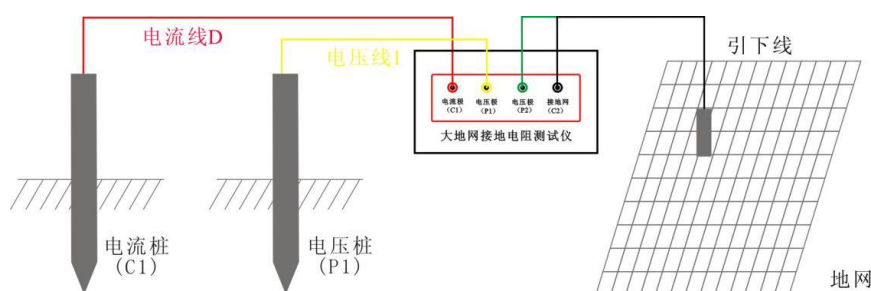 电流线D
电压线1
引下线
电流极 电压极 电压极 接地网
(C1) (P1) (P2) (C2)
大地网接地电阻测试仪
电流桩
(C1)
电压桩
(P1)
地网